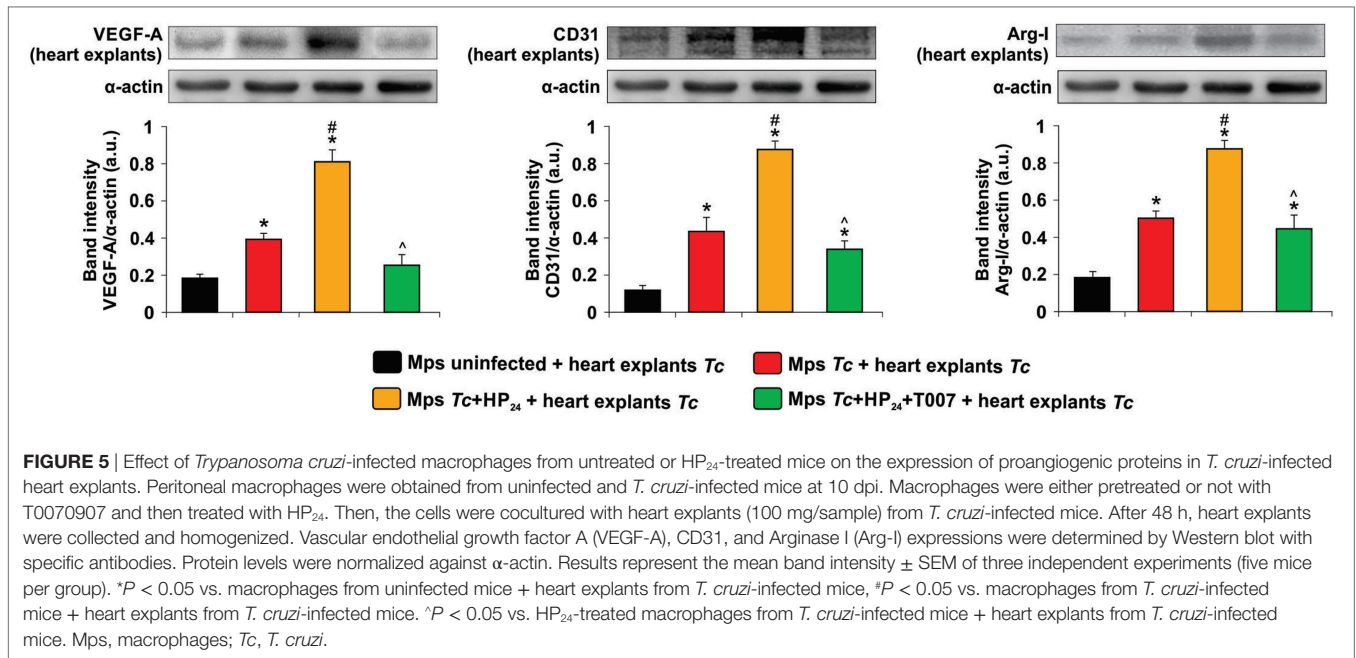 VEGF-A
(heart explants)
α-actin
Band intensity
VEGF-A/α-actin (a.u.)
1
0.8
0.6
0.4
0.2
0
*
#
*
^
CD31
(heart explants)
α-actin
Band intensity
CD31/α-actin (a.u.)
1
0.8
0.6
0.4
0.2
0
*
#
*
^
*
Arg-I
(heart explants)
α-actin
Band intensity
Arg-I/α-actin (a.u.)
1
0.8
0.6
0.4
0.2
0
*
#
*
^
*
Mps uninfected + heart explants Tc
Mps Tc + heart explants Tc
Mps Tc+HP24 + heart explants Tc
Mps Tc+HP24+T007 + heart explants Tc
FIGURE 5 | Effect of Trypanosoma cruzi-infected macrophages from untreated or HP24-treated mice on the expression of proangiogenic proteins in T. cruzi-infected
heart explants. Peritoneal macrophages were obtained from uninfected and T. cruzi-infected mice at 10 dpi. Macrophages were either pretreated or not with
T0070907 and then treated with HP24. Then, the cells were cocultured with heart explants (100 mg/sample) from T. cruzi-infected mice. After 48 h, heart explants
were collected and homogenized. Vascular endothelial growth factor A (VEGF-A), CD31, and Arginase I (Arg-I) expressions were determined by Western blot with
specific antibodies. Protein levels were normalized against α-actin. Results represent the mean band intensity ± SEM of three independent experiments (five mice
per group). *P < 0.05 vs. macrophages from uninfected mice + heart explants from T. cruzi-infected mice, #P < 0.05 vs. macrophages from T. cruzi-infected
mice + heart explants from T. cruzi-infected mice. ^P < 0.05 vs. HP24-treated macrophages from T. cruzi-infected mice + heart explants from T. cruzi-infected
mice. Mps, macrophages; Tc, T. cruzi.